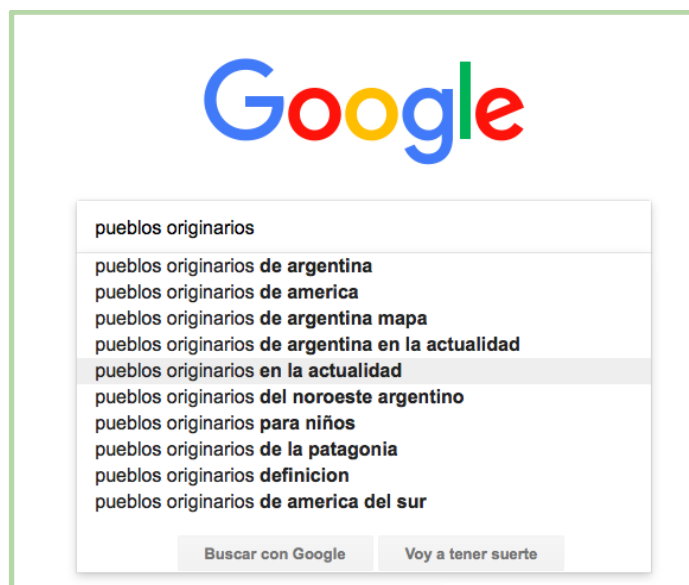 Google
pueblos originarios
pueblos originarios de argentina
pueblos originarios de america
pueblos originarios de argentina mapa
pueblos originarios de argentina en la actualidad
pueblos originarios en la actualidad
pueblos originarios del noroeste argentino
pueblos originarios para niños
pueblos originarios de la patagonia
pueblos originarios definicion
pueblos originarios de america del sur
Buscar con Google Voy a tener suerte